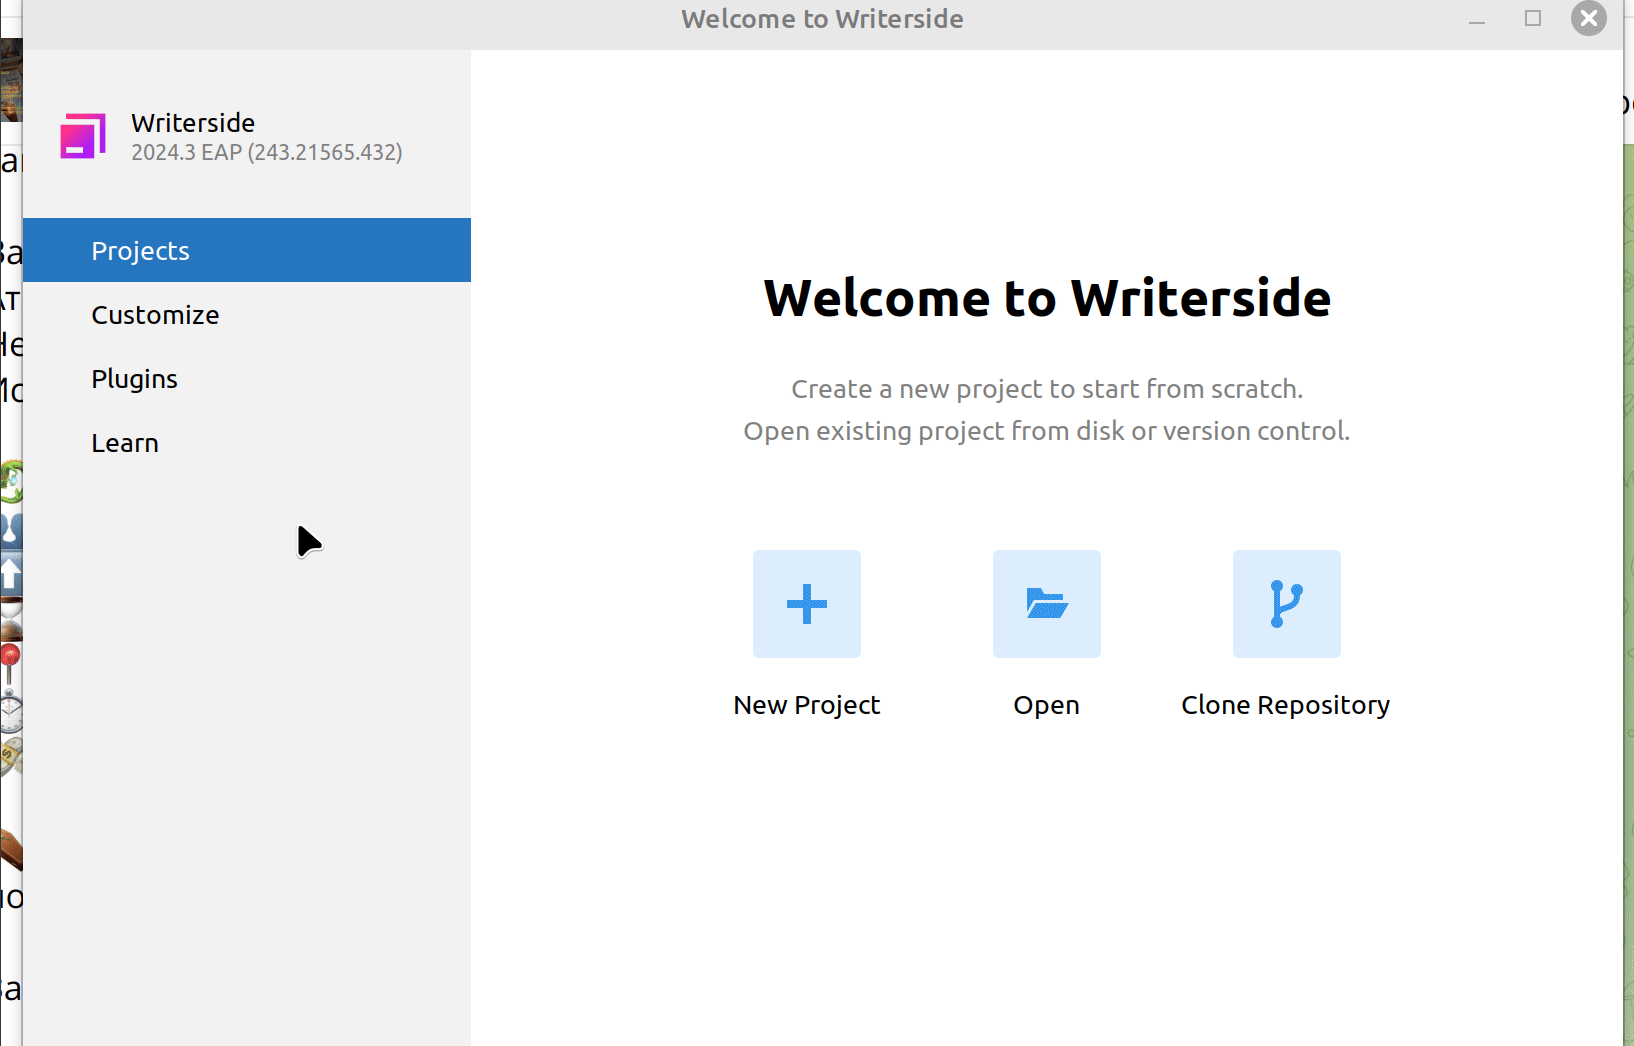 Welcome to Writerside
Writerside
2024.3 EAP (243.21565.432)
Projects
Customize
Plugins
Learn
Welcome to Writerside
Create a new project to start from scratch.
Open existing project from disk or version control.
New Project
Open
Clone Repository